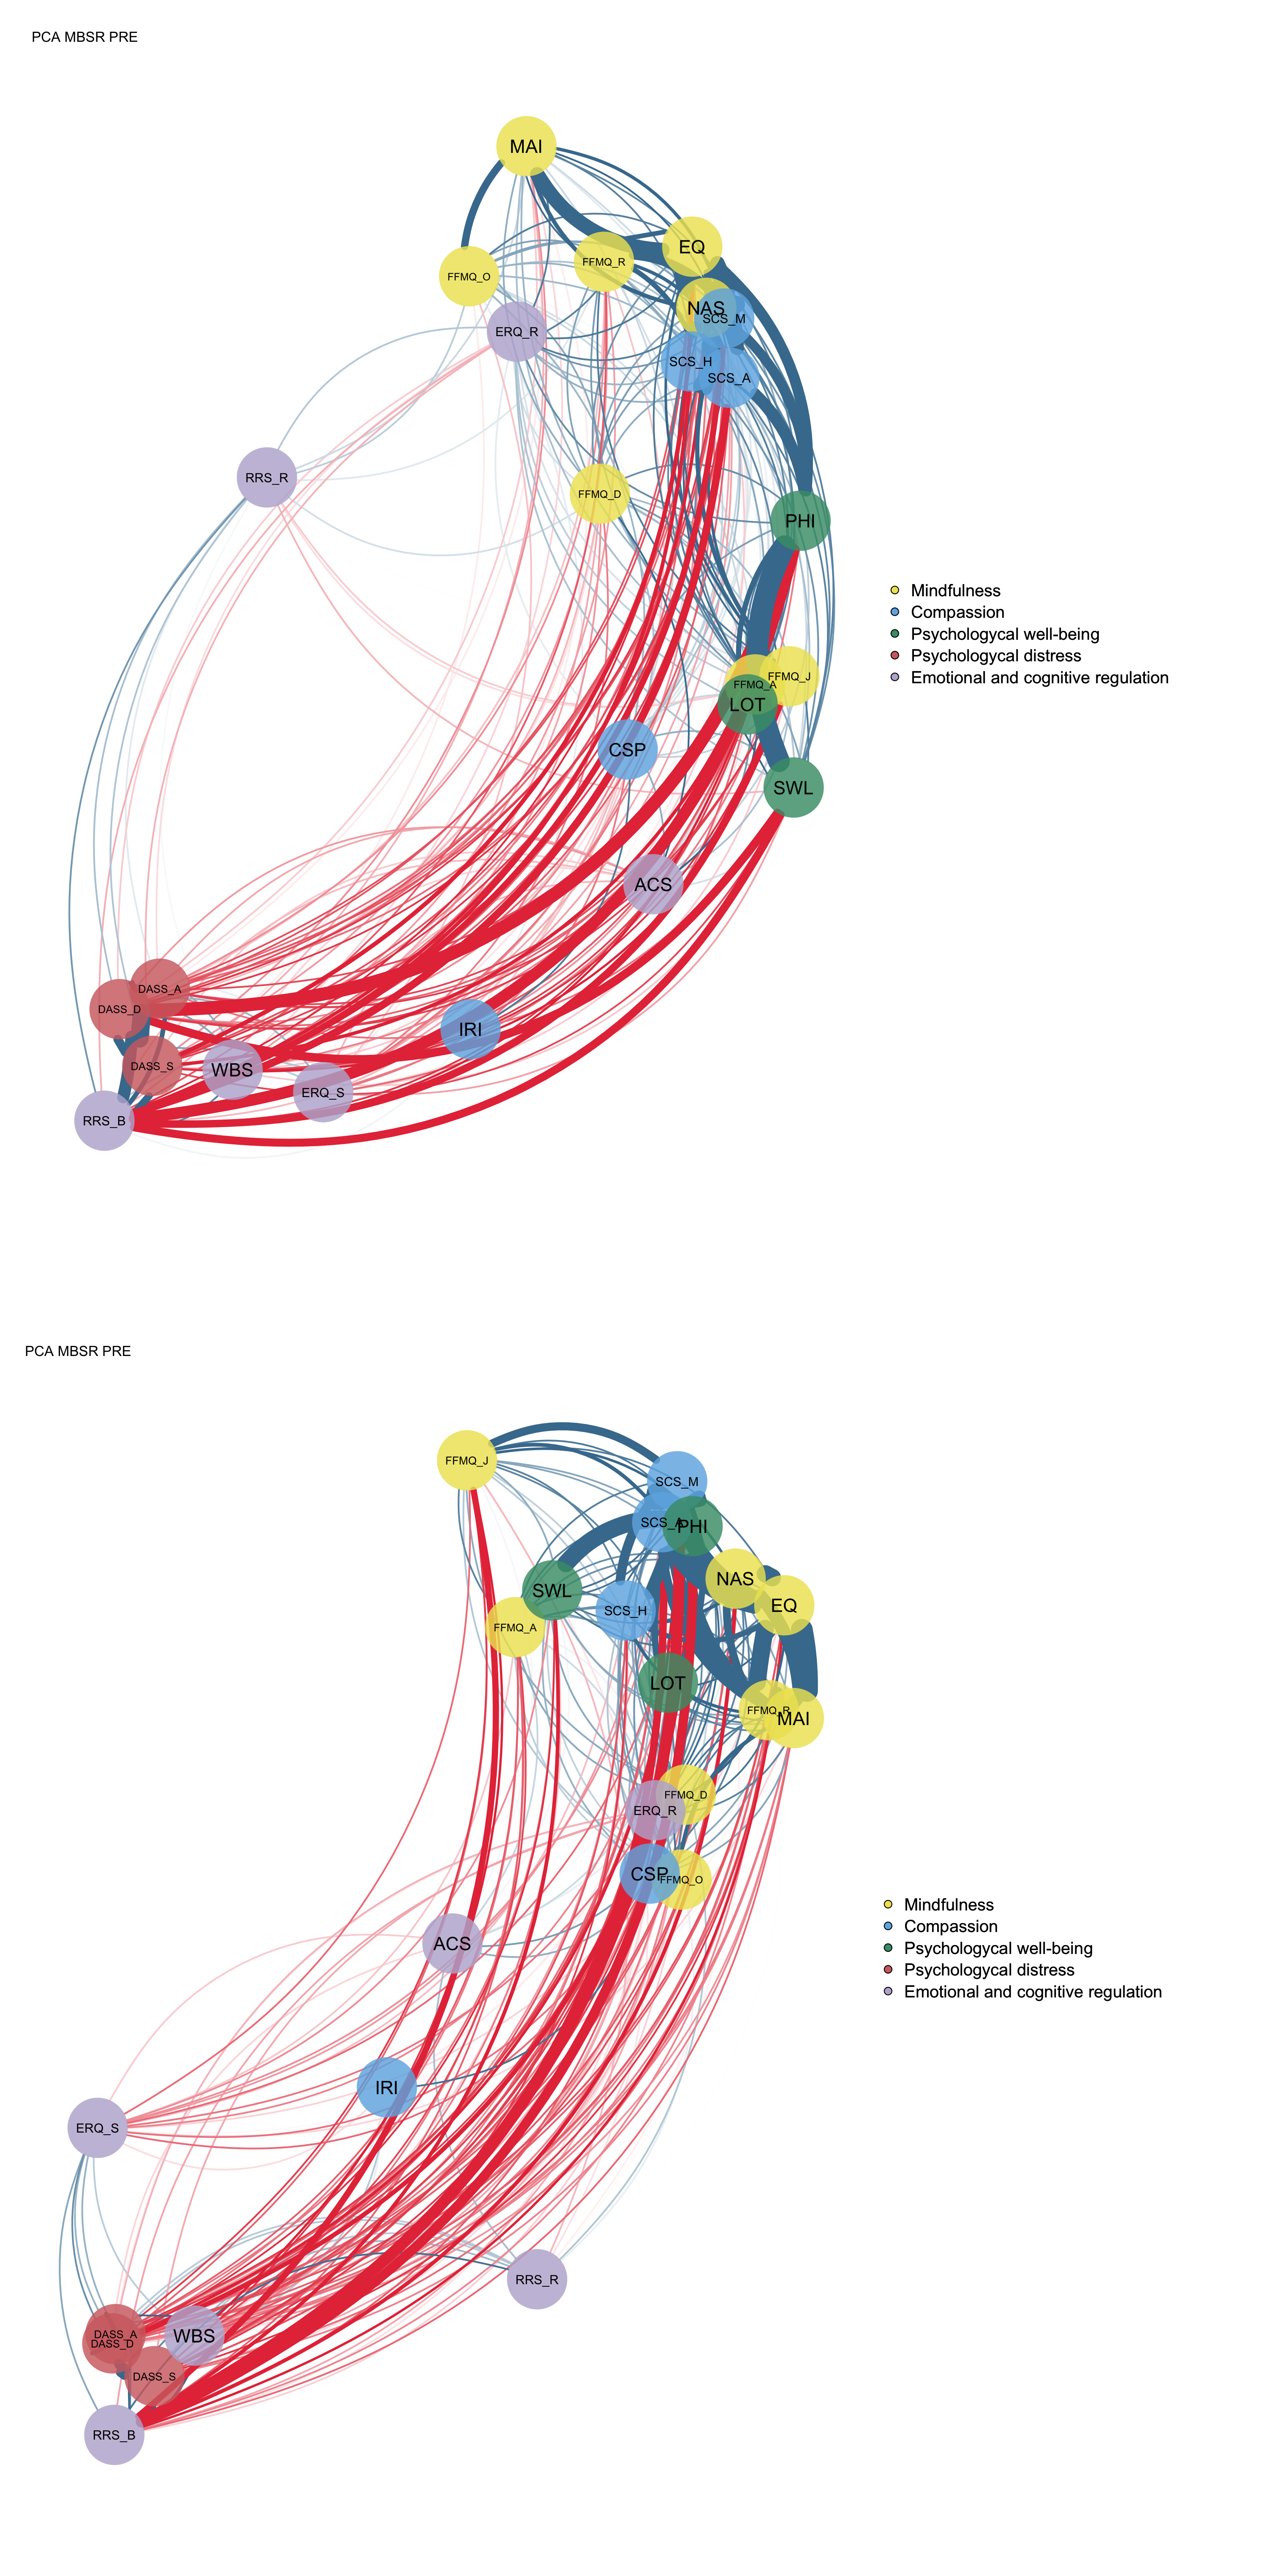 PCA MBSR PRE
MAI
EQ
FFMQ_R
FFMQ_O
NAS
SCS_M
ERQ_R
SCS_H
SCS_A
RRS_R
FFMQ_D
PHI
Mindfulness
Compassion
Psychologycal well-being
Psychologycal distress
Emotional and cognitive regulation
FFMQ_J
FFMQ_A
LOT
CSP
SWL
ACS
DASS_A
DASS_D
IRI
DASS_S
WBS
ERQ_S
RRS_B
PCA MBSR PRE
FFMQ_J
SCS_M
SCS_A
PHI
NAS
SWL
EQ
SCS_H
FFMQ_A
LOT
FFMQ_R
MAI
FFMQ_D
ERQ_R
CSP
FFMQ_O
Mindfulness
Compassion
Psychologycal well-being
Psychologycal distress
Emotional and cognitive regulation
ACS
IRI
ERQ_S
RRS_R
DASS_A
WBS
DASS_D
DASS_S
RRS_B